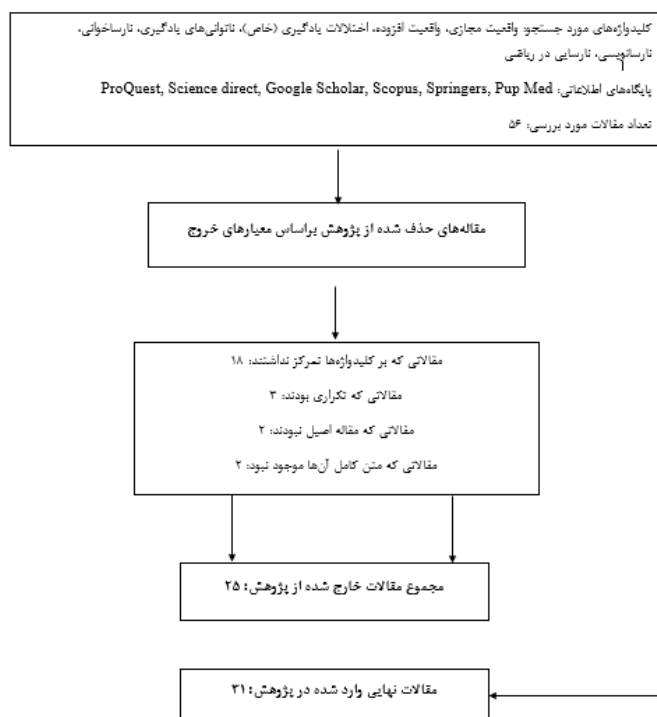 کلیدواژه‌های مورد جستجو: واقعیت مجازی، واقعیت افزوده، اختلالات یادگیری (خاص)، ناتوانی‌های یادگیری، نارساخوانی،
نارسانویسی، نارسایی در ریاضی
پایگاه‌های اطلاعاتی: ProQuest, Science direct, Google Scholar, Scopus, Springers, Pup Med
تعداد مقالات مورد بررسی: ۵۶
مقاله‌های حذف شده از پژوهش براساس معیارهای خروج
مقالاتی که بر کلیدواژه‌ها تمرکز نداشتند: ۱۸
مقالاتی که تکراری بودند: ۳
مقالاتی که مقاله اصیل نبودند: ۲
مقالاتی که متن کامل آن‌ها موجود نبود: ۲
مجموع مقالات خارج شده از پژوهش: ۲۵
مقالات نهایی وارد شده در پژوهش: ۳۱